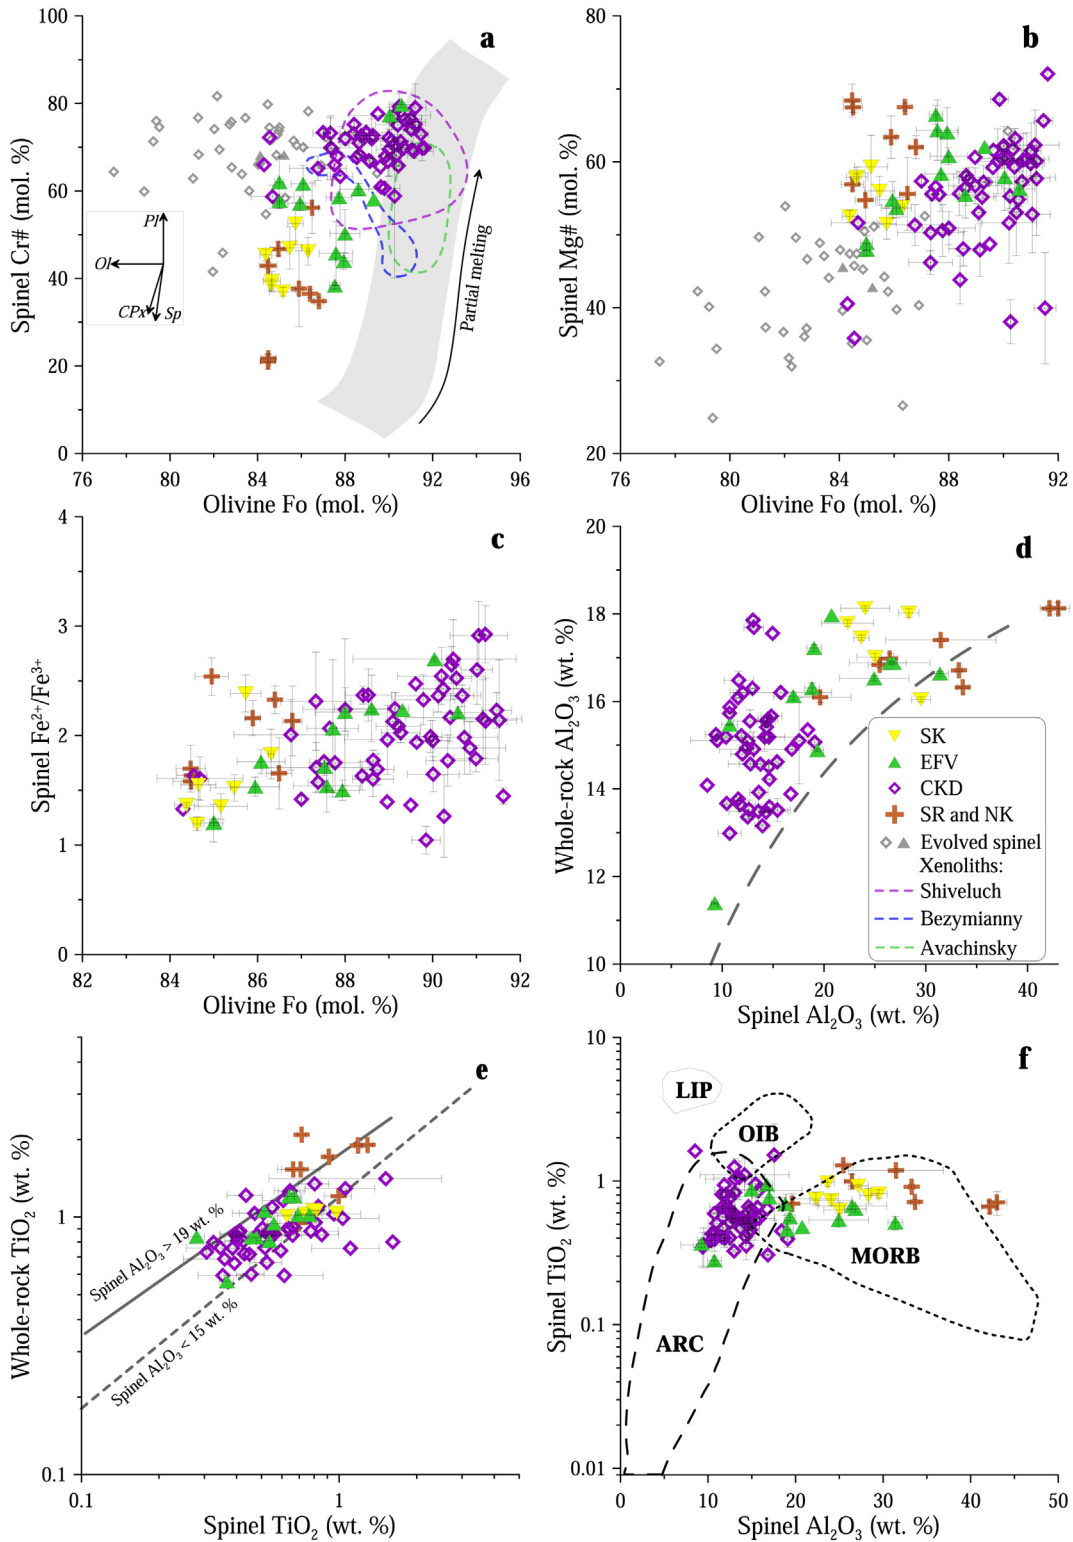 a
Spinel Cr# (mol. %)
100
80
60
40
20
0
76
80
84
88
92
96
Olivine Fo (mol. %)
Pl
Ol
CPx
Sp
Partial melting
b
Spinel Mg# (mol. %)
80
60
40
20
76
80
84
88
92
Olivine Fo (mol. %)
c
Spinel Fe²⁺/Fe³⁺
4
3
2
1
0
82
84
86
88
90
92
Olivine Fo (mol. %)
d
Whole-rock Al₂O₃ (wt. %)
20
18
16
14
12
10
0
10
20
30
40
Spinel Al₂O₃ (wt. %)
SK
EFV
CKD
SR and NK
Evolved spinel
Xenoliths:
Shiveluch
Bezymianny
Avachinsky
e
Whole-rock TiO₂ (wt. %)
1
0.1
0.1
1
Spinel TiO₂ (wt. %)
Spinel Al₂O₃ > 19 wt. %
Spinel Al₂O₃ < 15 wt. %
f
Spinel TiO₂ (wt. %)
10
1
0.1
0.01
0
10
20
30
40
50
Spinel Al₂O₃ (wt. %)
LIP
OIB
MORB
ARC